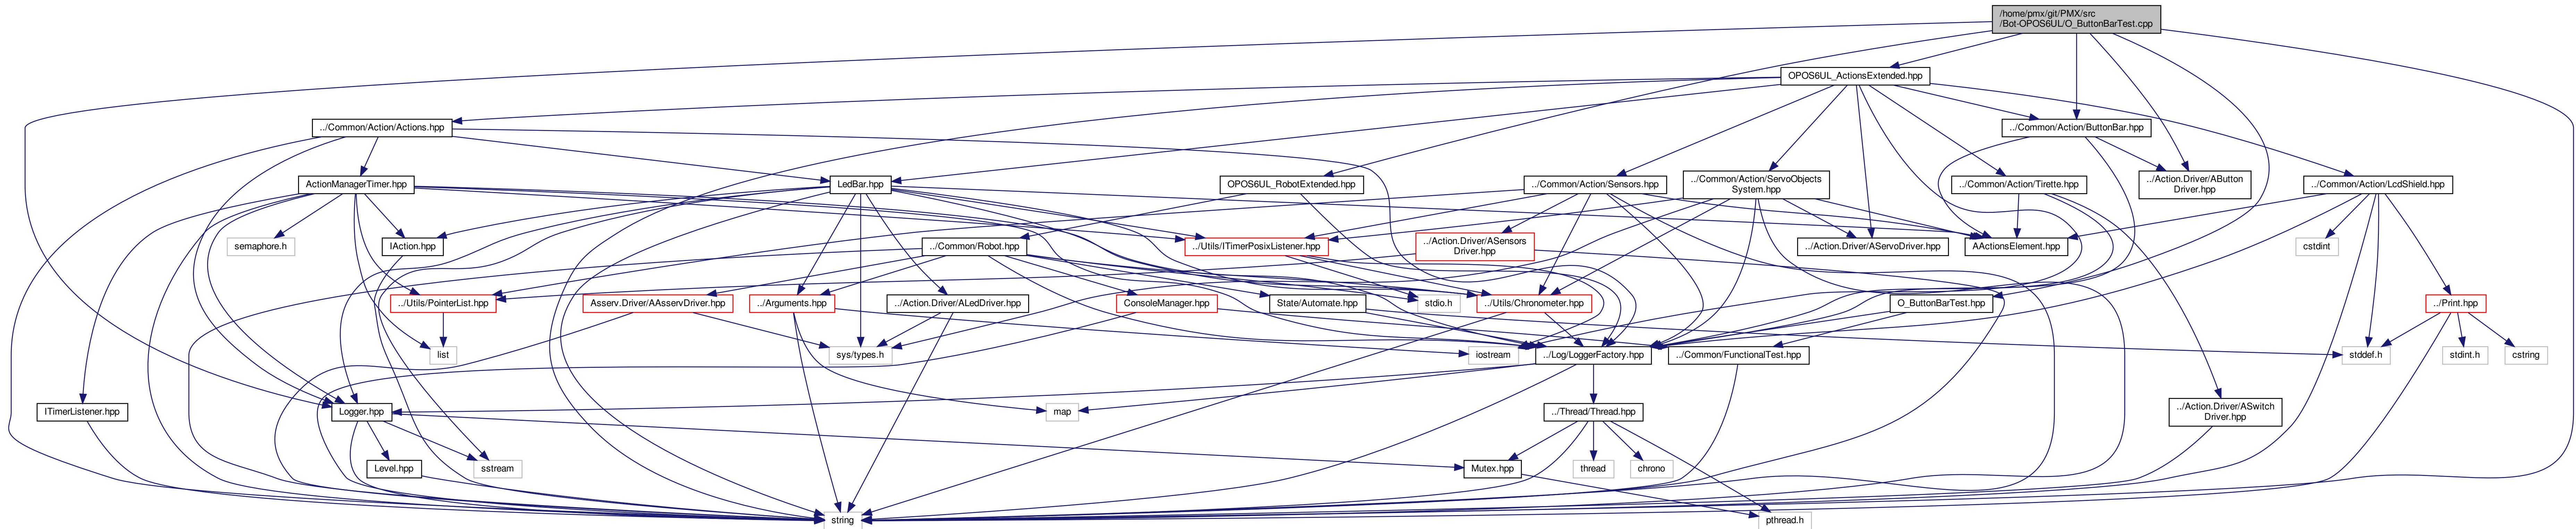 /home/pmx/git/PMX/src
/Bot-OPOS6UL/O_ButtonBarTest.cpp
OPOS6UL_ActionsExtended.hpp
../Common/Action/Actions.hpp
../Common/Action/ButtonBar.hpp
ActionManagerTimer.hpp
LedBar.hpp
OPOS6UL_RobotExtended.hpp
../Common/Action/Sensors.hpp
../Common/Action/ServoObjects
System.hpp
../Common/Action/Tirette.hpp
../Action.Driver/AButton
Driver.hpp
../Common/Action/LcdShield.hpp
semaphore.h
IAction.hpp
../Common/Robot.hpp
../Utils/ITimerPosixListener.hpp
../Action.Driver/ASensors
Driver.hpp
../Action.Driver/AServoDriver.hpp
AActionsElement.hpp
cstdint
../Utils/PointerList.hpp
Asserv.Driver/AAsservDriver.hpp
../Arguments.hpp
../Action.Driver/ALedDriver.hpp
ConsoleManager.hpp
State/Automate.hpp
stdio.h
../Utils/Chronometer.hpp
O_ButtonBarTest.hpp
../Print.hpp
list
sys/types.h
iostream
../Log/LoggerFactory.hpp
../Common/FunctionalTest.hpp
stddef.h
stdint.h
cstring
ITimerListener.hpp
Logger.hpp
map
../Thread/Thread.hpp
../Action.Driver/ASwitch
Driver.hpp
Level.hpp
sstream
Mutex.hpp
thread
chrono
string
pthread.h